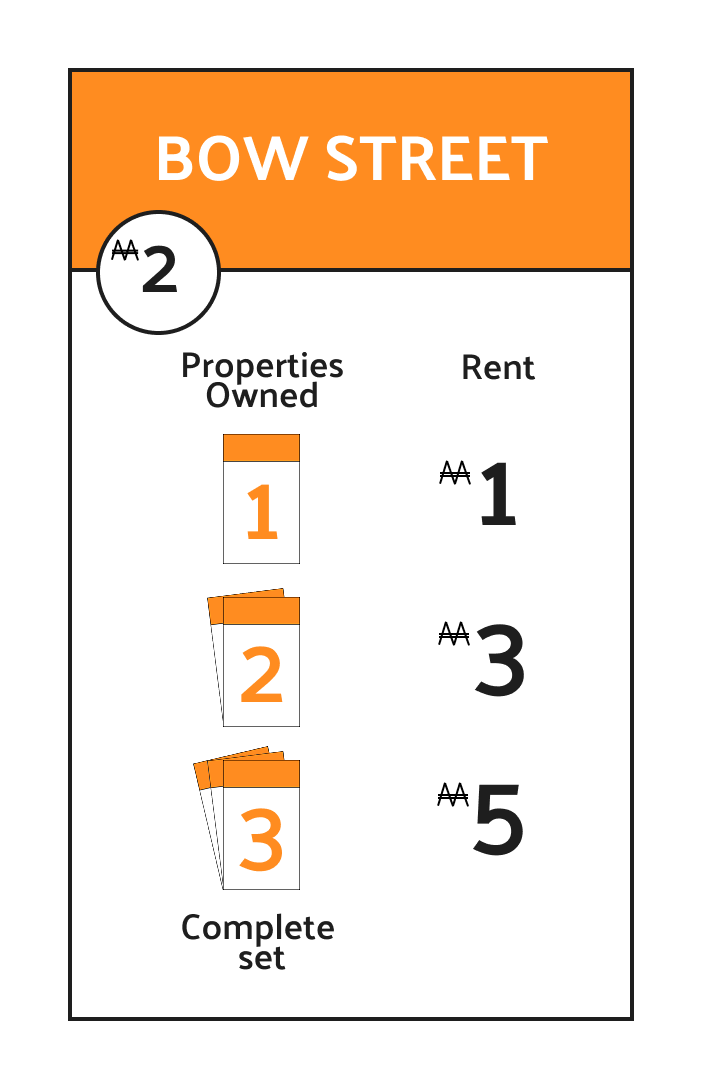 BOW STREET
₩2
Properties Rent
Owned
1 ₩1
2 ₩3
3 ₩5
Complete
set